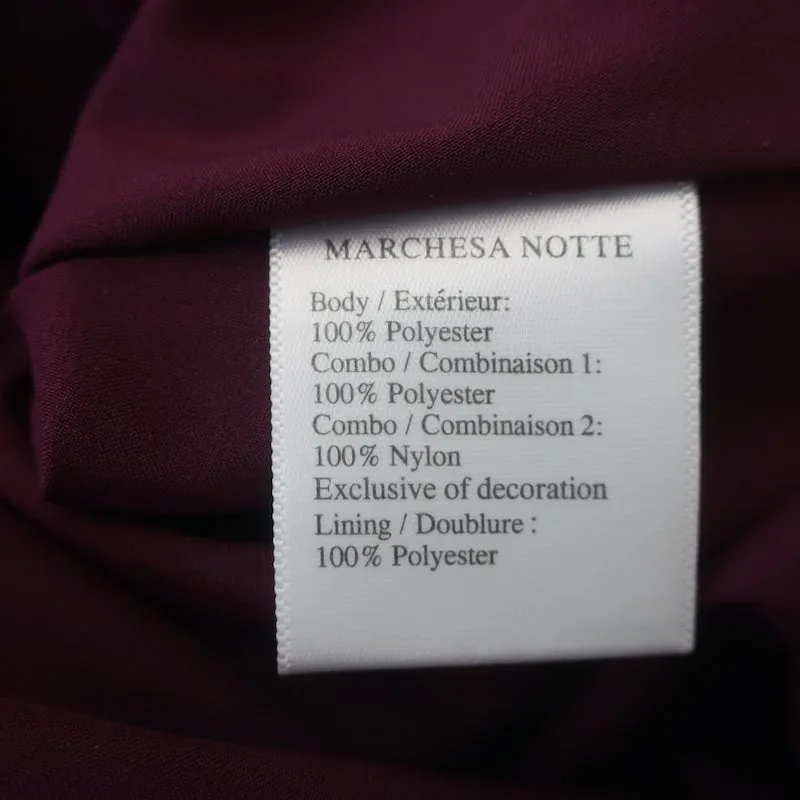 MARCHESA NOTTE
Body / Extérieur:
100% Polyester
Combo / Combinaison 1:
100% Polyester
Combo / Combinaison 2:
100% Nylon
Exclusive of decoration
Lining / Doublure :
100% Polyester